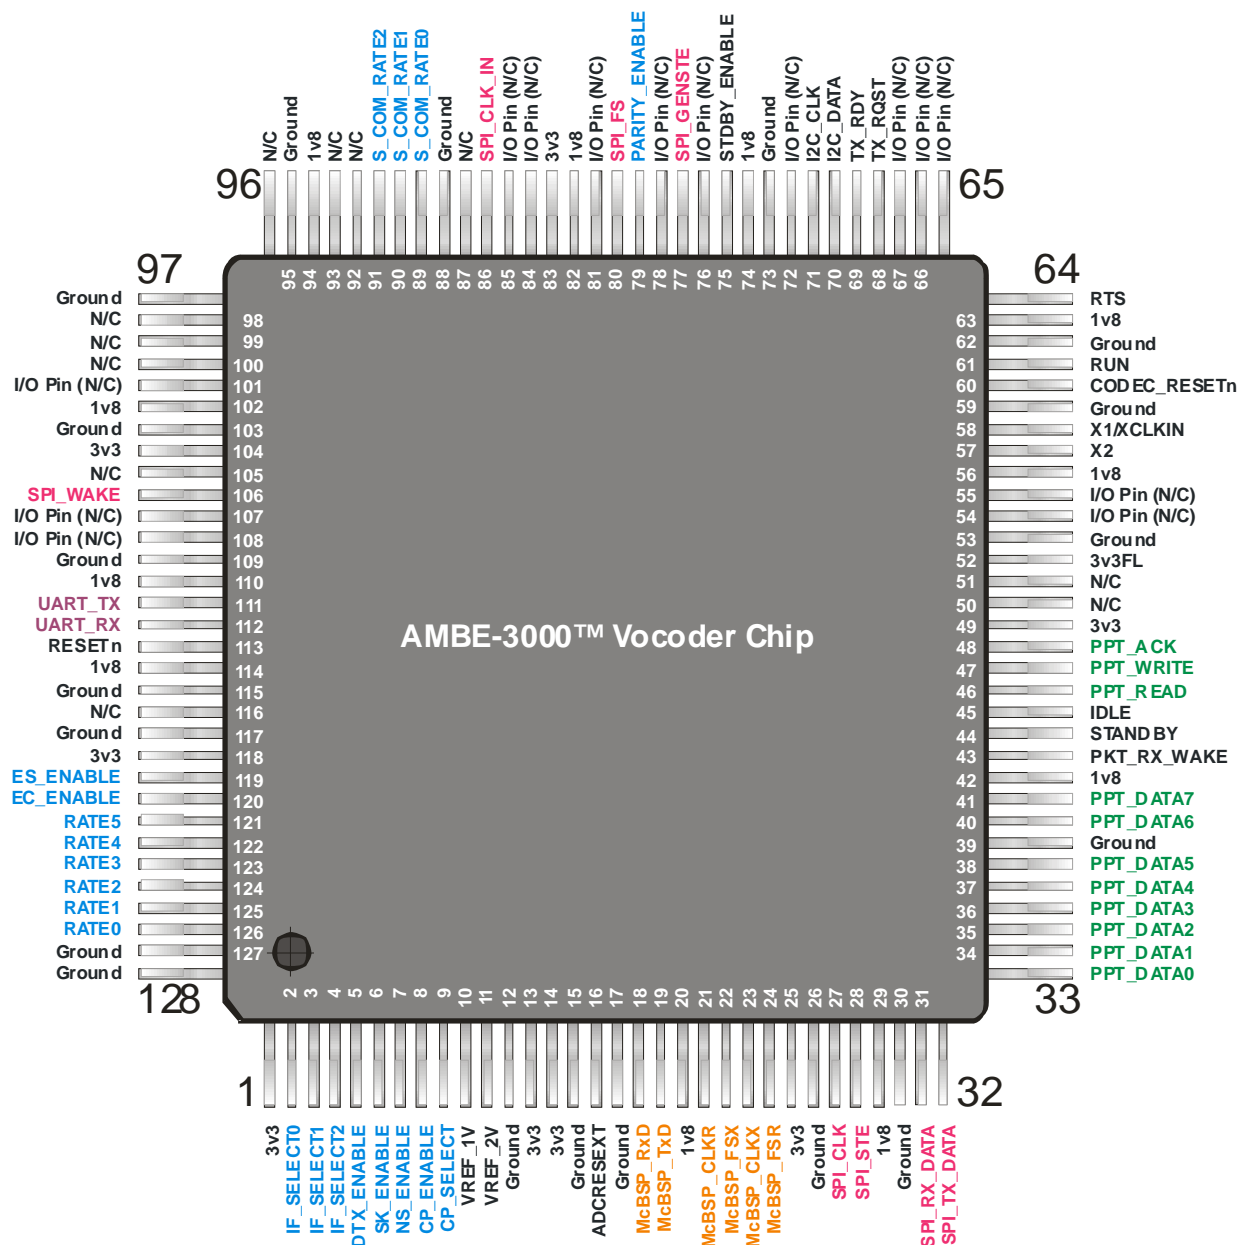 S_COM_RATE2
S_COM_RATE1
S_COM_RATE0
SPI_CLK_IN
I/O Pin (N/C)
I/O Pin (N/C)
I/O Pin (N/C)
SPI_FS
PARITY_ENABLE
I/O Pin (N/C)
SPI_GENSTE
I/O Pin (N/C)
STDBY_ENABLE
I/O Pin (N/C)
I2C_CLK
I2C_DATA
TX_RDY
TX_RQST
I/O Pin (N/C)
I/O Pin (N/C)
I/O Pin (N/C)
N/C
Ground
1v8
N/C
N/C
Ground
N/C
3v3
1v8
1v8
Ground
96
65
97
64
95
94
93
92
91
90
89
88
87
86
85
84
83
82
81
80
79
78
77
76
75
74
73
72
71
70
69
68
67
66
Ground
N/C 98
N/C 99
N/C 100
I/O Pin (N/C) 101
1v8 102
Ground 103
3v3 104
N/C 105
SPI_WAKE 106
I/O Pin (N/C) 107
I/O Pin (N/C) 108
Ground 109
1v8 110
UART_TX 111
UART_RX 112
RESETn 113
1v8 114
Ground 115
N/C 116
Ground 117
3v3 118
ES_ENABLE 119
EC_ENABLE 120
RATE5 121
RATE4 122
RATE3 123
RATE2 124
RATE1 125
RATE0 126
Ground 127
Ground
128
AMBE-3000™ Vocoder Chip
RTS
63 1v8
62 Ground
61 RUN
60 CODEC_RESETn
59 Ground
58 X1/XCLKIN
57 X2
56 1v8
55 I/O Pin (N/C)
54 I/O Pin (N/C)
53 Ground
52 3v3FL
51 N/C
50 N/C
49 3v3
48 PPT_ACK
47 PPT_WRITE
46 PPT_READ
45 IDLE
44 STANDBY
43 PKT_RX_WAKE
42 1v8
41 PPT_DATA7
40 PPT_DATA6
39 Ground
38 PPT_DATA5
37 PPT_DATA4
36 PPT_DATA3
35 PPT_DATA2
34 PPT_DATA1
PPT_DATA0
33
2
3
4
5
6
7
8
9
10
11
12
13
14
15
16
17
18
19
20
21
22
23
24
25
26
27
28
29
30
31
1
32
3v3
IF_SELECT0
IF_SELECT1
IF_SELECT2
DTX_ENABLE
SK_ENABLE
NS_ENABLE
CP_ENABLE
CP_SELECT
VREF_1V
VREF_2V
Ground
3v3
3v3
Ground
ADCRESEXT
Ground
McBSP_RxD
McBSP_TxD
1v8
McBSP_CLKR
McBSP_FSX
McBSP_CLKX
McBSP_FSR
3v3
Ground
SPI_CLK
SPI_STE
1v8
Ground
SPI_RX_DATA
SPI_TX_DATA